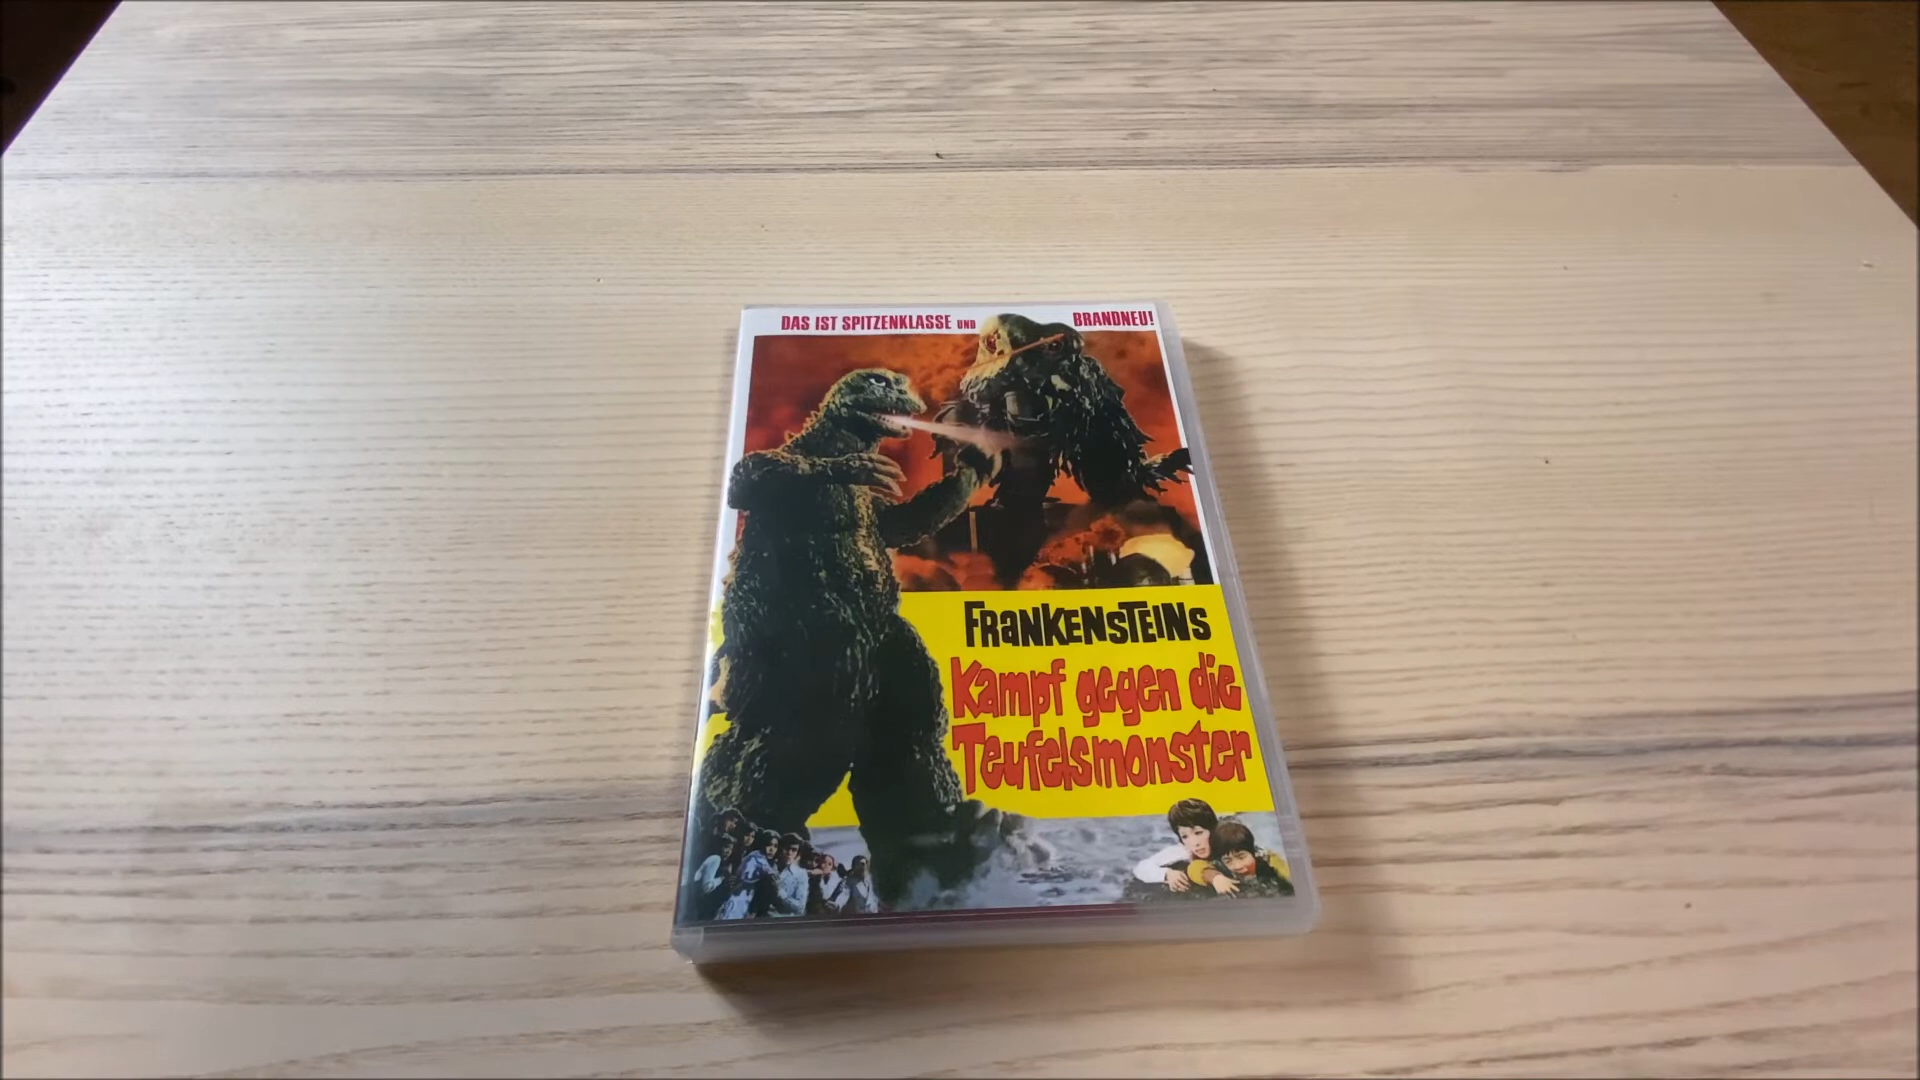 DAS IST SPITZENKLASSE UND BRANDNEU!
FRANKENSTEINS
Kampf gegen die
Teufelsmonster